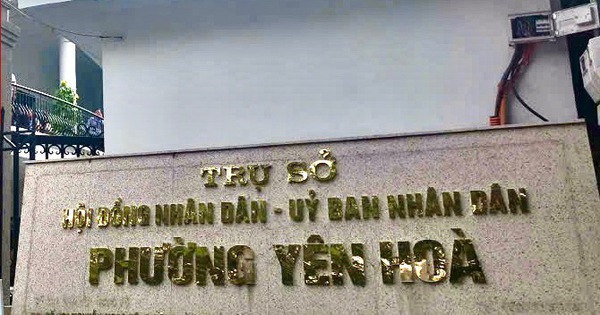 TRỤ SỞ
HỘI ĐỒNG NHÂN DÂN - UỶ BAN NHÂN DÂN
PHƯỜNG YÊN HOÀ